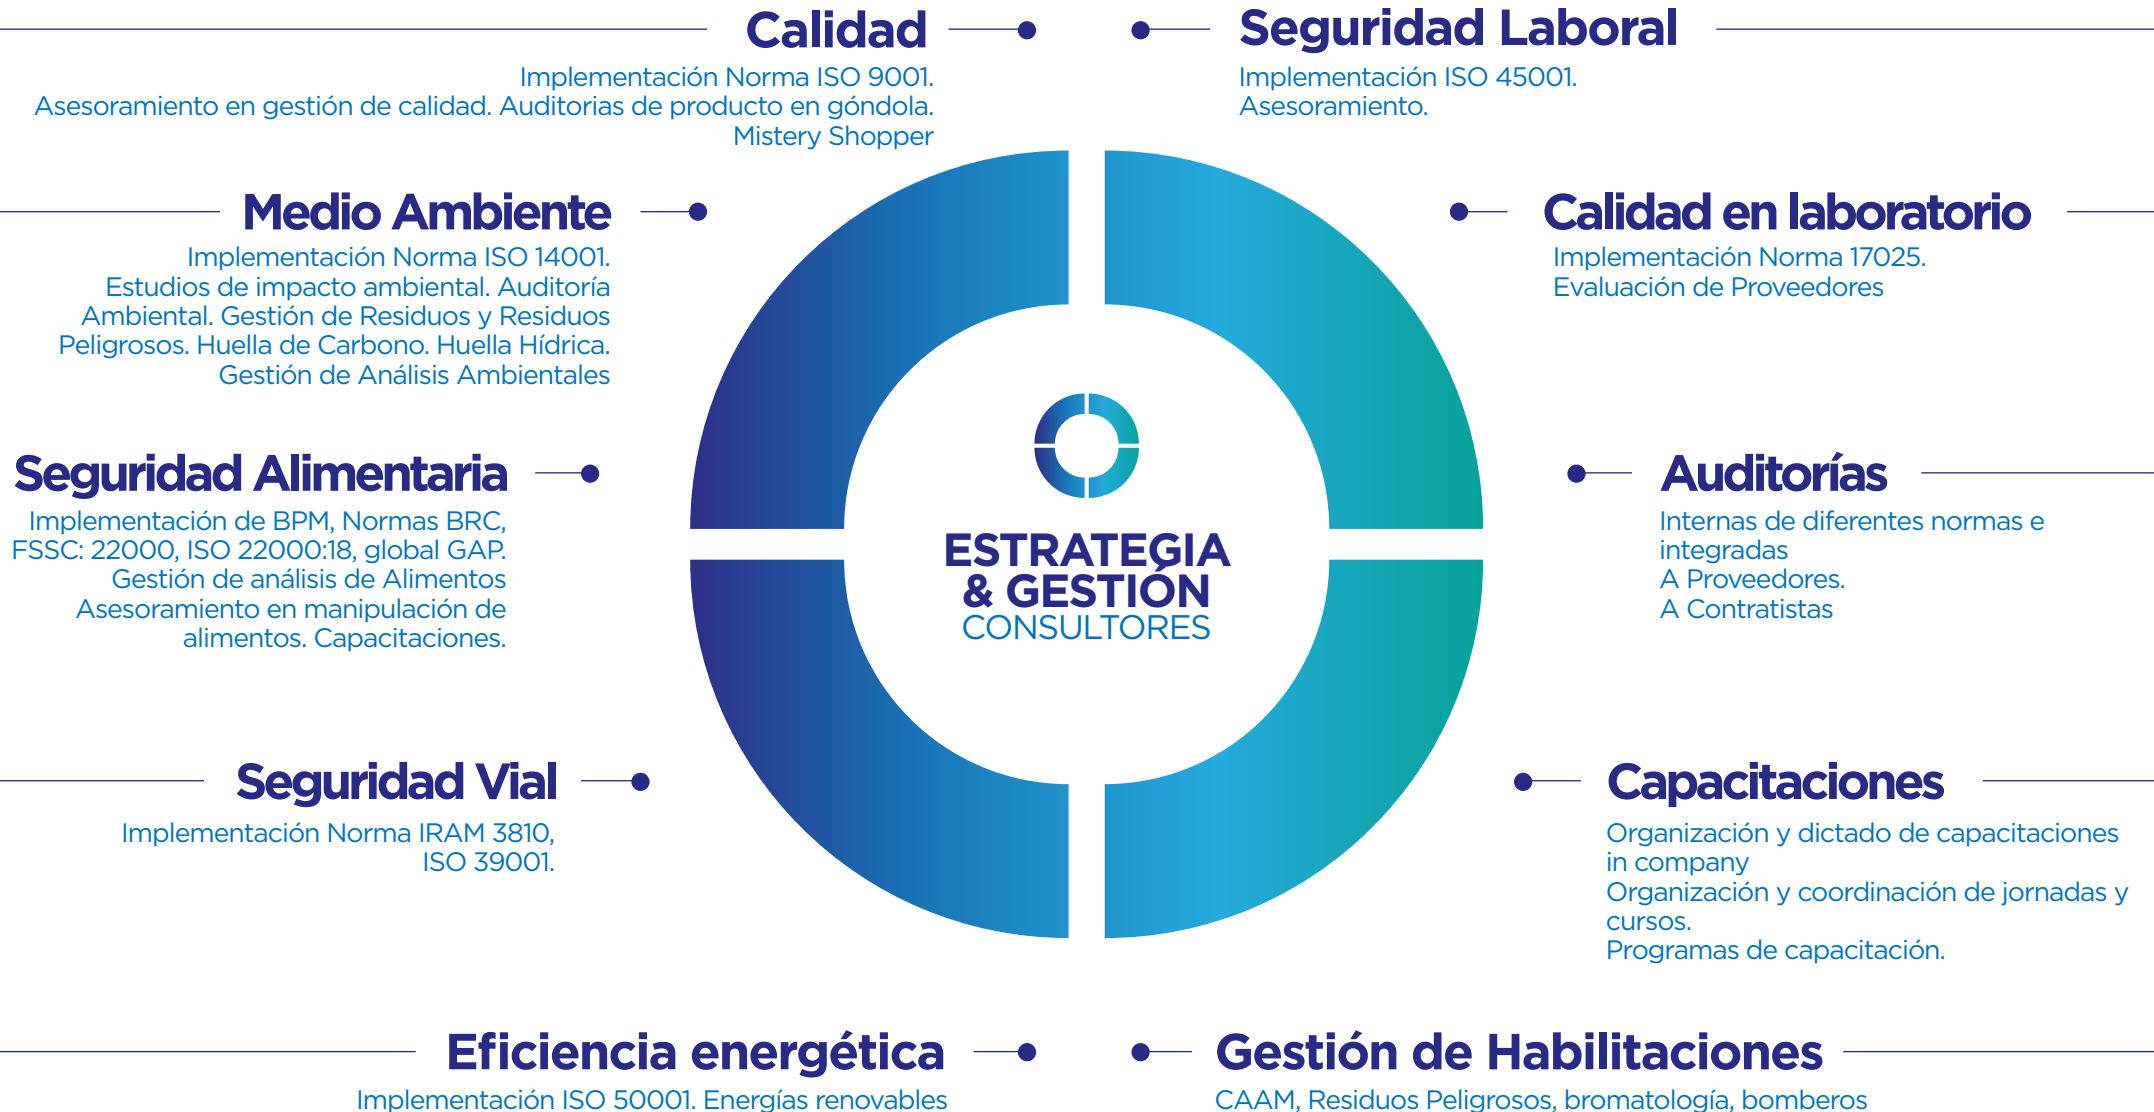 Calidad
Implementación Norma ISO 9001.
Asesoramiento en gestión de calidad. Auditorias de producto en góndola.
Mistery Shopper
Seguridad Laboral
Implementación ISO 45001.
Asesoramiento.
Medio Ambiente
Implementación Norma ISO 14001.
Estudios de impacto ambiental. Auditoría
Ambiental. Gestión de Residuos y Residuos
Peligrosos. Huella de Carbono. Huella Hídrica.
Gestión de Análisis Ambientales
Calidad en laboratorio
Implementación Norma 17025.
Evaluación de Proveedores
Seguridad Alimentaria
Implementación de BPM, Normas BRC,
FSSC: 22000, ISO 22000:18, global GAP.
Gestión de análisis de Alimentos
Asesoramiento en manipulación de
alimentos. Capacitaciones.
ESTRATEGIA
& GESTIÓN
CONSULTORES
Auditorías
Internas de diferentes normas e
integradas
A Proveedores.
A Contratistas
Seguridad Vial
Implementación Norma IRAM 3810,
ISO 39001.
Capacitaciones
Organización y dictado de capacitaciones
in company
Organización y coordinación de jornadas y
cursos.
Programas de capacitación.
Eficiencia energética
Implementación ISO 50001. Energías renovables
Gestión de Habilitaciones
CAAM, Residuos Peligrosos, bromatología, bomberos